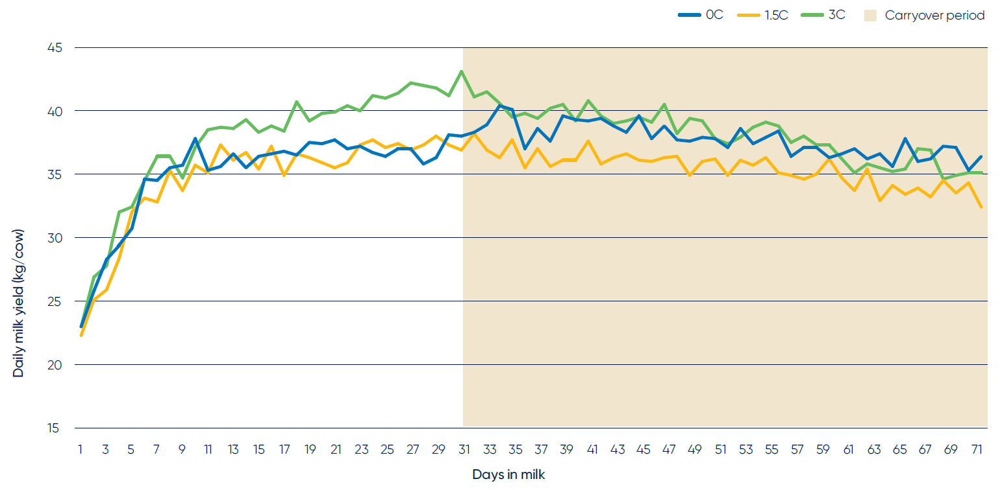 0C 1.5C 3C Carryover period
45
40
35
30
25
20
15
Daily milk yield (kg/cow)
1 3 5 7 9 11 13 15 17 19 21 23 25 27 29 31 33 35 37 39 41 43 45 47 49 51 53 55 57 59 61 63 65 67 69 71
Days in milk